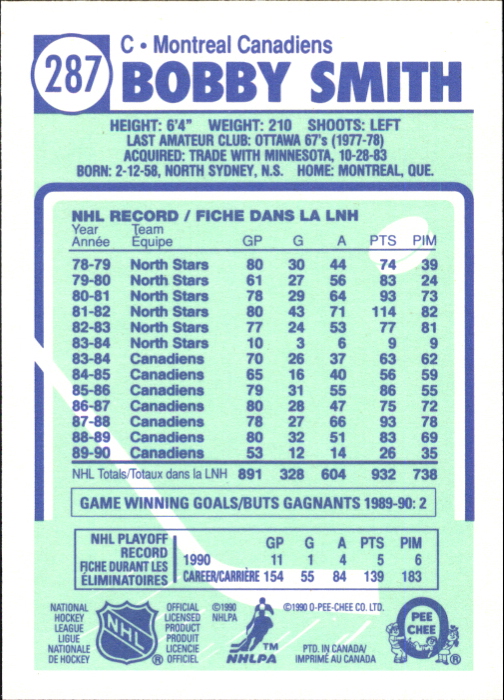 287
C • Montreal Canadiens
BOBBY SMITH
HEIGHT: 6'4" WEIGHT: 210 SHOOTS: LEFT
LAST AMATEUR CLUB: OTTAWA 67's (1977-78)
ACQUIRED: TRADE WITH MINNESOTA, 10-28-83
BORN: 2-12-58, NORTH SYDNEY, N.S. HOME: MONTREAL, QUE.
NHL RECORD / FICHE DANS LA LNH
Year Team
Année Équipe GP G A PTS PIM
78-79 North Stars 80 30 44 74 39
79-80 North Stars 61 27 56 83 24
80-81 North Stars 78 29 64 93 73
81-82 North Stars 80 43 71 114 82
82-83 North Stars 77 24 53 77 81
83-84 North Stars 10 3 6 9 9
83-84 Canadiens 70 26 37 63 62
84-85 Canadiens 65 16 40 56 59
85-86 Canadiens 79 31 55 86 55
86-87 Canadiens 80 28 47 75 72
87-88 Canadiens 78 27 66 93 78
88-89 Canadiens 80 32 51 83 69
89-90 Canadiens 53 12 14 26 35
NHL Totals/Totaux dans la LNH 891 328 604 932 738
GAME WINNING GOALS/BUTS GAGNANTS 1989-90: 2
NHL PLAYOFF
RECORD
FICHE DURANT LES
ÉLIMINATOIRES
GP G A PTS PIM
1990 11 1 4 5 6
CAREER/CARRIÈRE 154 55 84 139 183
NATIONAL
HOCKEY
LEAGUE
LIGUE
NATIONALE
DE HOCKEY
NHL
®
OFFICIAL
LICENSED
PRODUCT
PRODUIT
LICENCIE
OFFICIEL
©1990
NHLPA
TM
NHLPA
©1990 O-PEE-CHEE CO. LTD.
PTD. IN CANADA/
IMPRIMÉ AU CANADA
PEE
CHEE
®